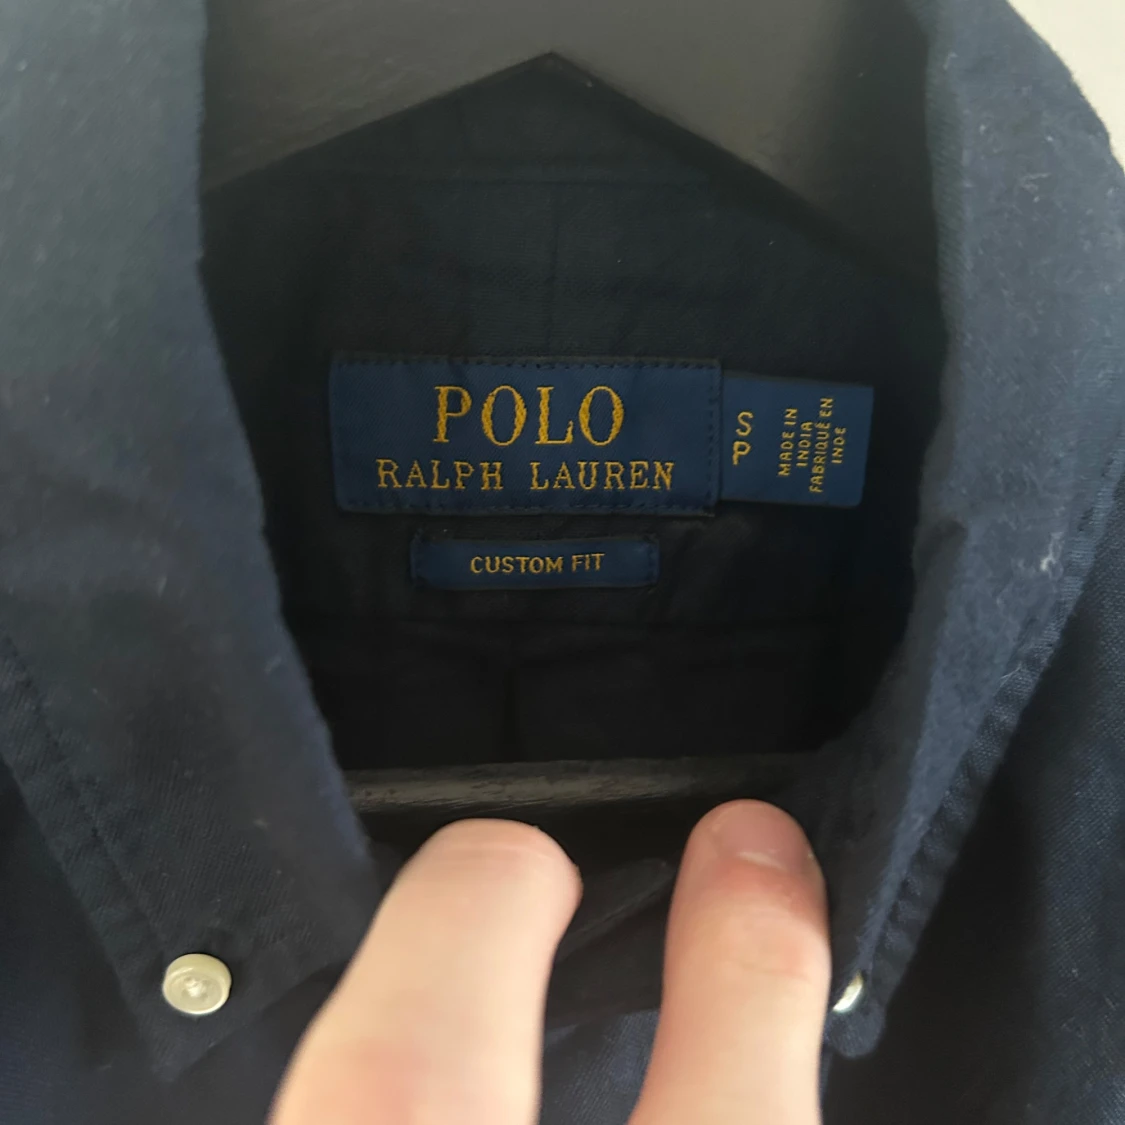 POLO
RALPH LAUREN
S
P
MADE IN
INDIA
FABRIQUÉ EN
INDE
CUSTOM FIT